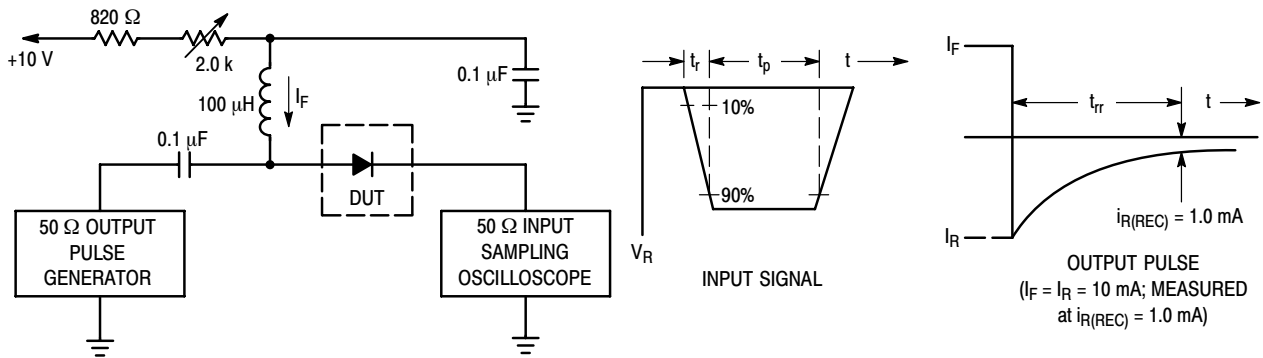 820 Ω
+10 V
2.0 k
100 μH
I_F
0.1 μF
0.1 μF
DUT
50 Ω OUTPUT
PULSE
GENERATOR
50 Ω INPUT
SAMPLING
OSCILLOSCOPE
t_r
t_p
t
10%
90%
V_R
INPUT SIGNAL
I_F
t_rr
t
I_R
i_R(REC) = 1.0 mA
OUTPUT PULSE
(I_F = I_R = 10 mA; MEASURED
at i_R(REC) = 1.0 mA)